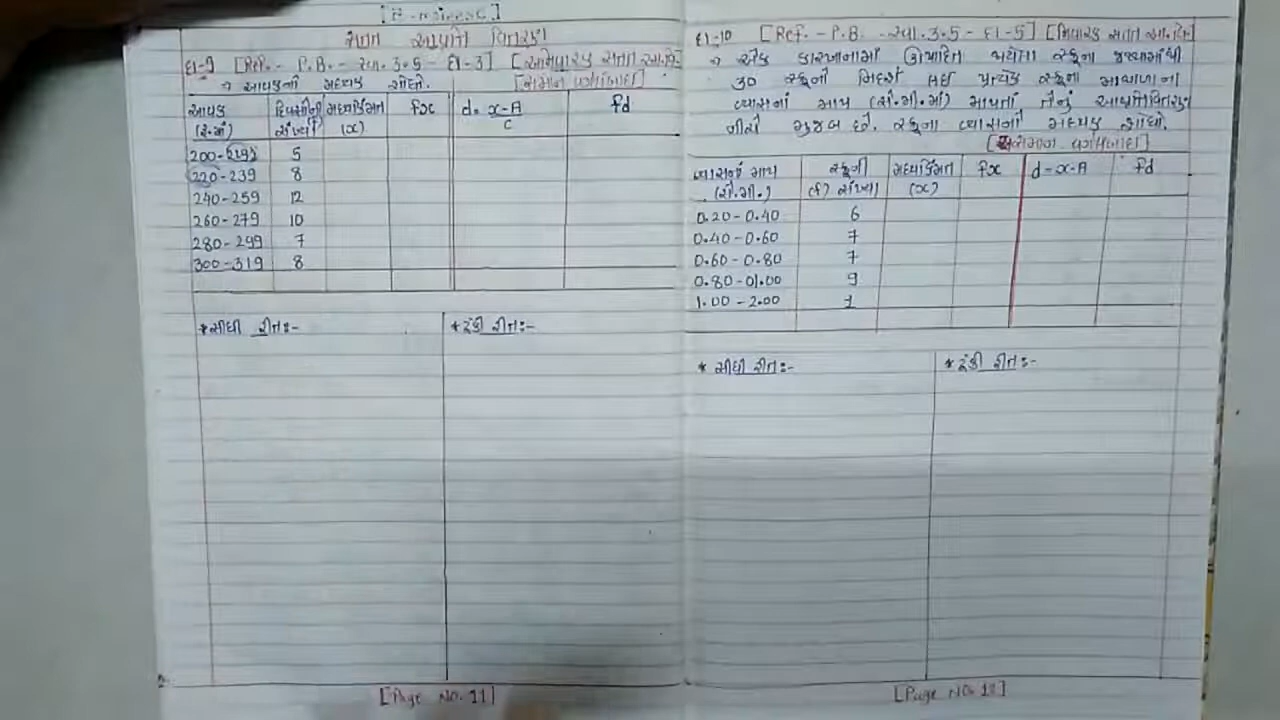 સતત આવૃત્તિ વિતરણ
દા-9 [Ref. - P.B. - સ્વા. 3.5 - દા-3]
→ આવકનો મધ્યક શોધો.
આવક દિવસોની મધ્યકિંમત fx d = x-A fd
સંખ્યા (x) c
200-219 5
220-239 8
240-259 12
260-279 10
280-299 7
300-319 8
* સીધી રીત:- * ટૂંકી રીત:-
[Page No. 11]
દા-10 [Ref. - P.B. - સ્વા. 3.5 - દા-5]
→ એક કારખાનામાં ઉત્પાદિત થયેલા સ્ક્રૂના જથ્થામાંથી
30 સ્ક્રૂનો નિદર્શ લઇ પ્રત્યેક સ્ક્રૂના માથાળાના
વ્યાસનાં માપ (સે.મી.માં) માપતાં તેનું આવૃત્તિવિતરણ
નીચે મુજબ છે. સ્ક્રૂના વ્યાસનો મધ્યક શોધો.
વ્યાસનાં માપ સ્ક્રૂની મધ્યકિંમત fx d=x-A fd
(સે.મી.) (f) સંખ્યા (x)
0.20-0.40 6
0.40-0.60 7
0.60-0.80 7
0.80-01.00 9
1.00-2.00 1
* સીધી રીત:- * ટૂંકી રીત:-